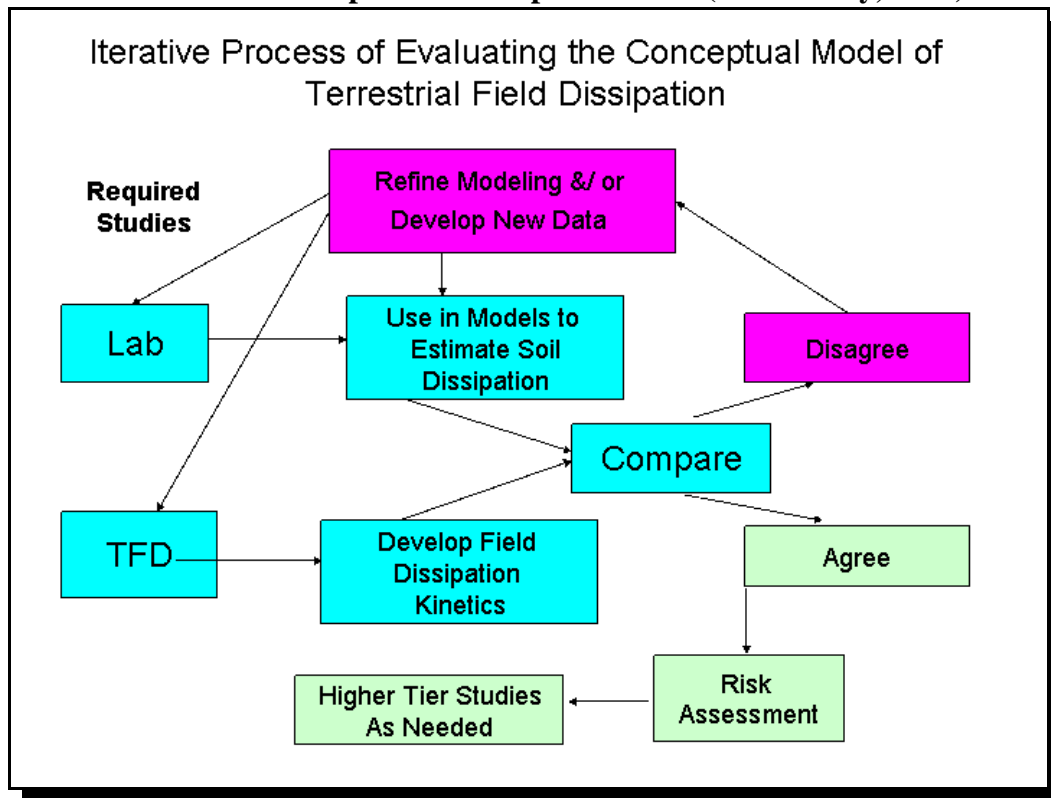 Iterative Process of Evaluating the Conceptual Model of
Terrestrial Field Dissipation
Required
Studies
Refine Modeling &/ or
Develop New Data
Lab
Use in Models to
Estimate Soil
Dissipation
Disagree
Compare
TFD
Develop Field
Dissipation
Kinetics
Agree
Higher Tier Studies
As Needed
Risk
Assessment